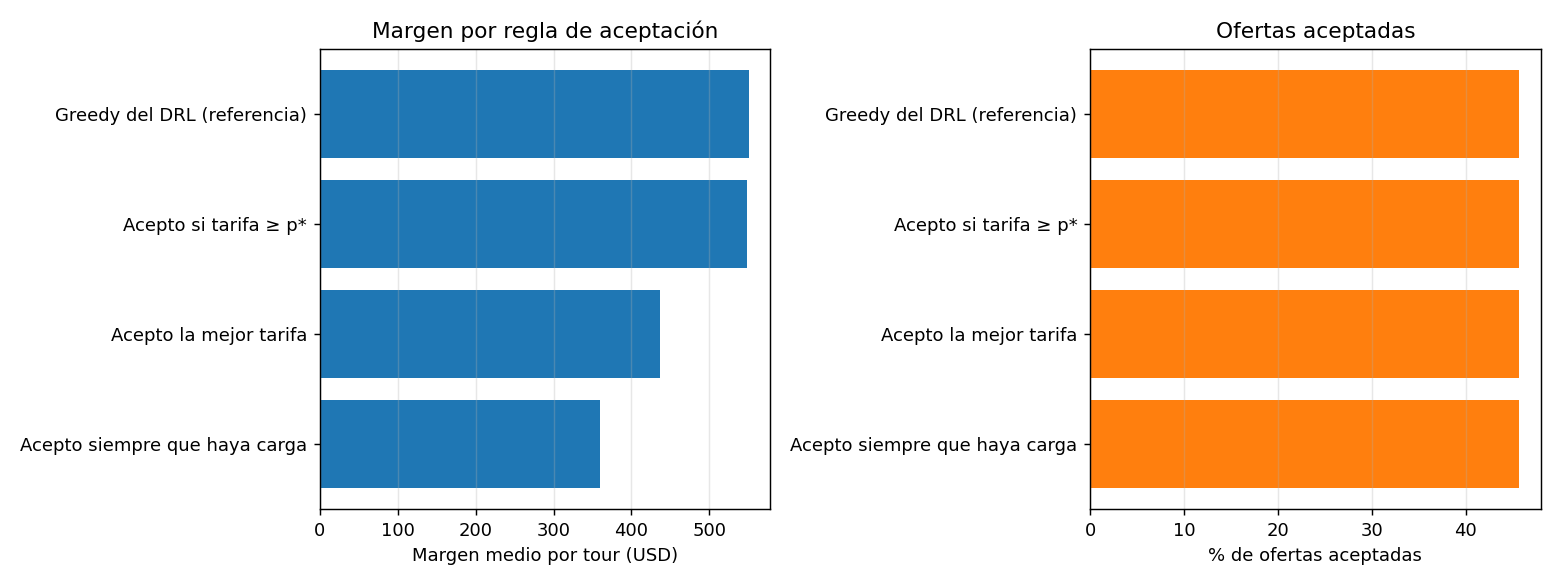 Margen por regla de aceptación
Greedy del DRL (referencia)
Acepto si tarifa ≥ p*
Acepto la mejor tarifa
Acepto siempre que haya carga
0 100 200 300 400 500
Margen medio por tour (USD)
Ofertas aceptadas
Greedy del DRL (referencia)
Acepto si tarifa ≥ p*
Acepto la mejor tarifa
Acepto siempre que haya carga
0 10 20 30 40
% de ofertas aceptadas